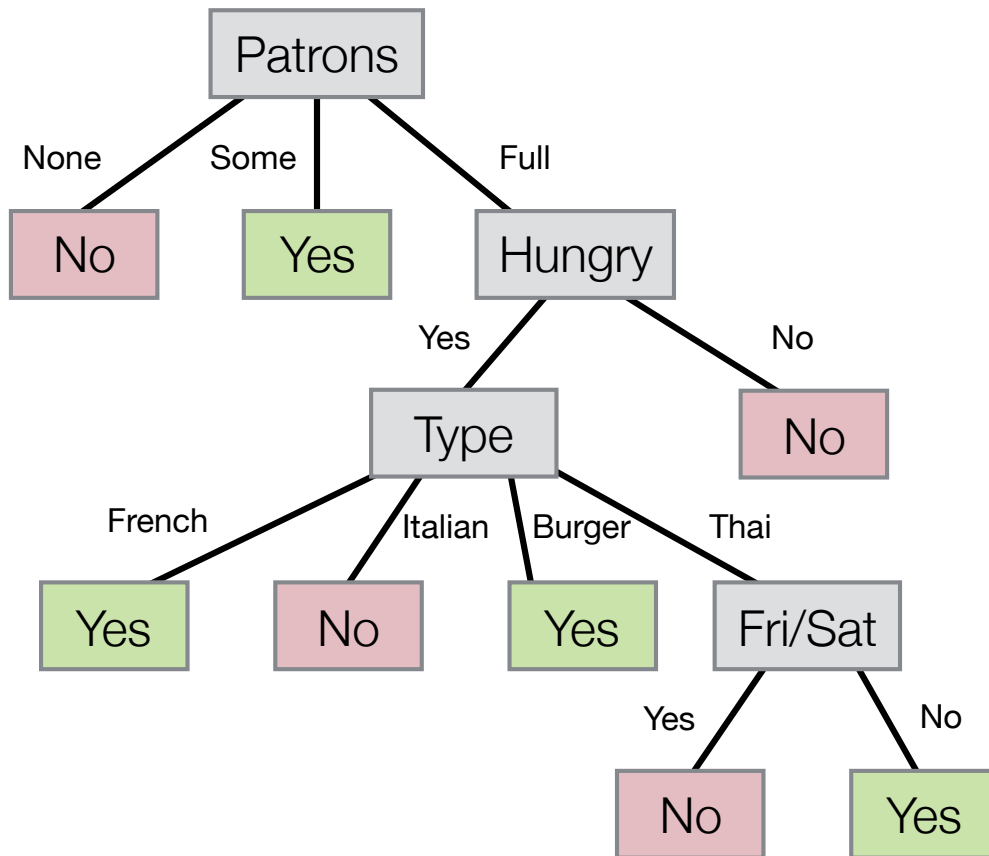 Patrons
None
Some
Full
No
Yes
Hungry
Yes
No
Type
No
French
Italian
Burger
Thai
Yes
No
Yes
Fri/Sat
Yes
No
No
Yes